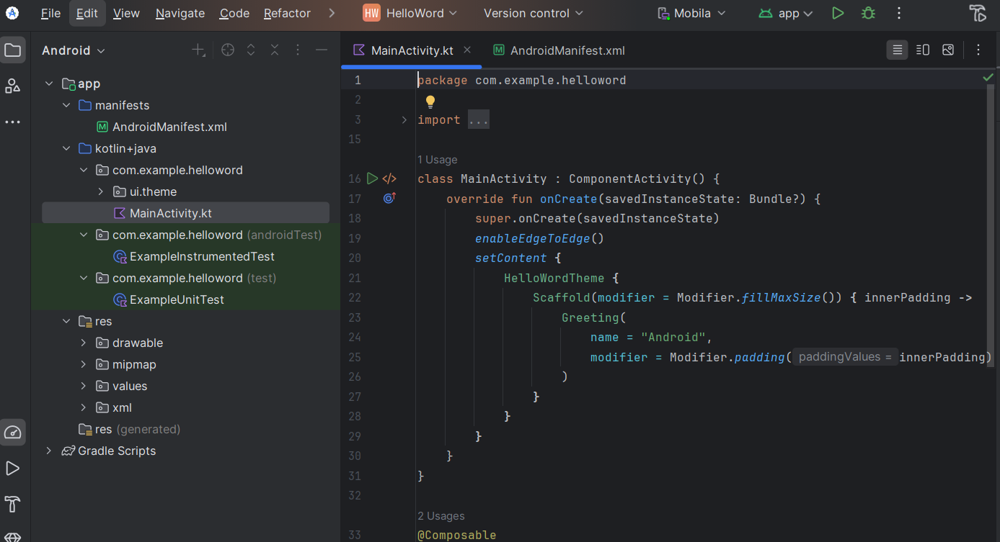 File Edit View Navigate Code Refactor HW HelloWord Version control Mobila app
Android
app
manifests
AndroidManifest.xml
kotlin+java
com.example.helloword
ui.theme
MainActivity.kt
com.example.helloword (androidTest)
ExampleInstrumentedTest
com.example.helloword (test)
ExampleUnitTest
res
drawable
mipmap
values
xml
res (generated)
Gradle Scripts
MainActivity.kt AndroidManifest.xml
1 package com.example.helloword
2
3 import ...
15
1 Usage
16 class MainActivity : ComponentActivity() {
17 override fun onCreate(savedInstanceState: Bundle?) {
18 super.onCreate(savedInstanceState)
19 enableEdgeToEdge()
20 setContent {
21 HelloWordTheme {
22 Scaffold(modifier = Modifier.fillMaxSize()) { innerPadding ->
23 Greeting(
24 name = "Android",
25 modifier = Modifier.padding( paddingValues = innerPadding)
26 )
27 }
28 }
29 }
30 }
31 }
32
2 Usages
33 @Composable